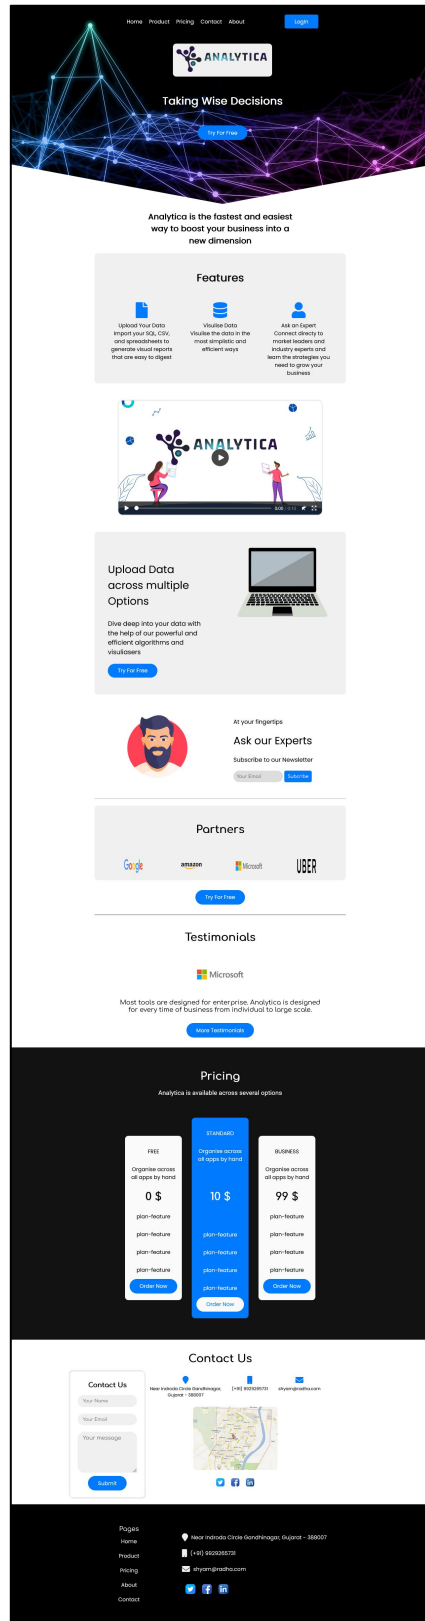 Home Product Pricing Contact About Login
ANALYTICA
Taking Wise Decisions
Try For Free
Analytica is the fastest and easiest
way to boost your business into a
new dimension
Features
Upload Your Data
Import your SQL, CSV,
and spreadsheets to
generate visual reports
that are easy to digest
Visulise Data
Visulise the data in the
most simplistic and
efficient ways
Ask an Expert
Connect directy to
market leaders and
industry experts and
learn the strategies you
need to grow your
business
ANALYTICA
0:00 / 0:10
Upload Data
across multiple
Options
Dive deep into your data with
the help of our powerful and
efficient algorithms and
visuliasers
Try For Free
At your fingertips
Ask our Experts
Subscribe to our Newsletter
Your Email Subcribe
Partners
Google amazon Microsoft UBER
Try For Free
Testimonials
Microsoft
Most tools are designed for enterprise, Analytica is designed
for every time of business from individual to large scale.
More Testimonials
Pricing
Analytica is available across several options
FREE
Organise across
all apps by hand
0 $
plan-feature
plan-feature
plan-feature
plan-feature
Order Now
STANDARD
Organise across
all apps by hand
10 $
plan-feature
plan-feature
plan-feature
plan-feature
Order Now
BUSINESS
Organise across
all apps by hand
99 $
plan-feature
plan-feature
plan-feature
plan-feature
Order Now
Contact Us
Contact Us
Your Name
Your Email
Your message
Submit
Near Indroda Circle Gandhinagar,
Gujarat - 388007
(+91) 9929265731
shyam@radha.com
Pages
Home
Product
Pricing
About
Contact
Near Indroda Circle Gandhinagar, Gujarat - 388007
(+91) 9929265731
shyam@radha.com